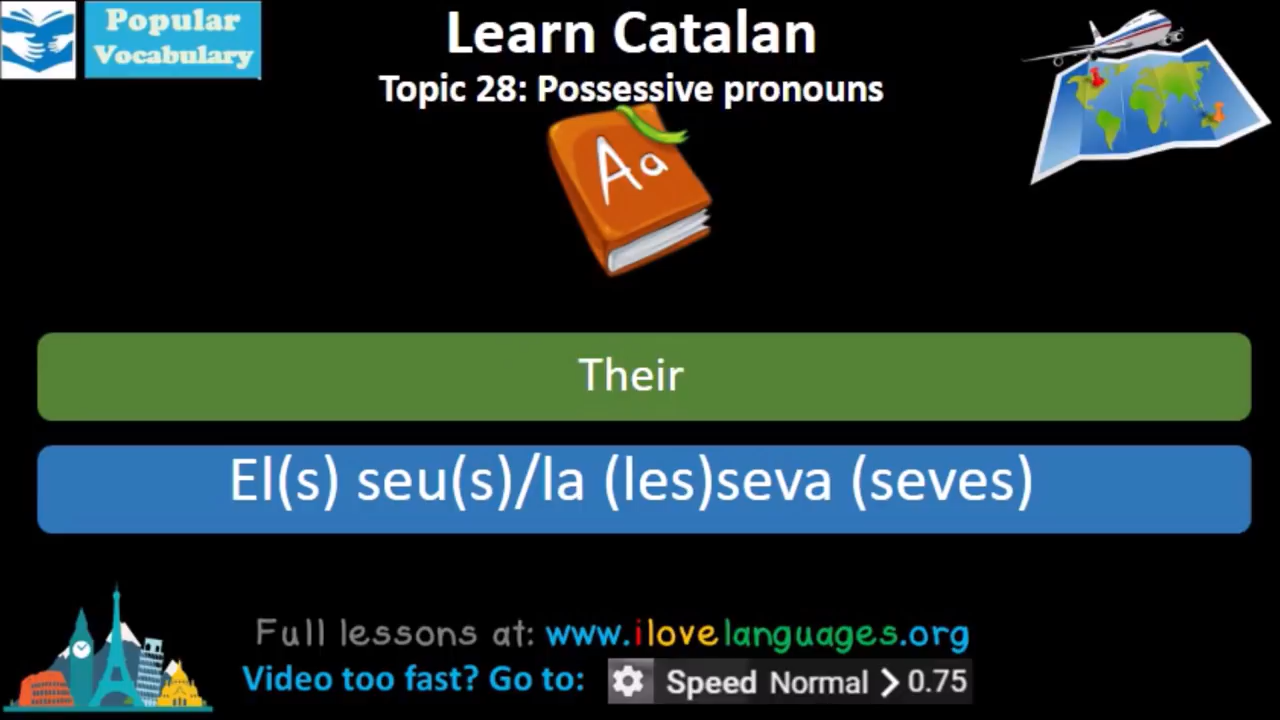 Popular
Vocabulary
Learn Catalan
Topic 28: Possessive pronouns
Aa
Their
El(s) seu(s)/la (les)seva (seves)
Full lessons at: www.ilovelanguages.org
Video too fast? Go to: Speed Normal > 0.75